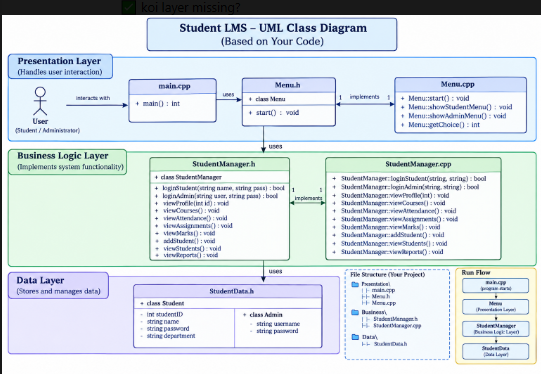 koi layer missing?
Student LMS – UML Class Diagram
(Based on Your Code)
Presentation Layer
(Handles user interaction)
User
(Student / Administrator)
interacts with
main.cpp
+ main() : int
uses
Menu.h
+ class Menu
+ start() : void
1 implements 1
Menu.cpp
+ Menu::start() : void
+ Menu::showStudentMenu() : void
+ Menu::showAdminMenu() : void
+ Menu::getChoice() : int
uses
Business Logic Layer
(Implements system functionality)
StudentManager.h
+ class StudentManager
+ loginStudent(string name, string pass) : bool
+ loginAdmin(string user, string pass) : bool
+ viewProfile(int id) : void
+ viewCourses() : void
+ viewAttendance() : void
+ viewAssignments() : void
+ viewMarks() : void
+ addStudent() : void
+ viewStudents() : void
+ viewReports() : void
1 implements 1
StudentManager.cpp
+ StudentManager::loginStudent(string, string) : bool
+ StudentManager::loginAdmin(string, string) : bool
+ StudentManager::viewProfile(int) : void
+ StudentManager::viewCourses() : void
+ StudentManager::viewAttendance() : void
+ StudentManager::viewAssignments() : void
+ StudentManager::viewMarks() : void
+ StudentManager::addStudent() : void
+ StudentManager::viewStudents() : void
+ StudentManager::viewReports() : void
uses
Data Layer
(Stores and manages data)
StudentData.h
+ class Student
- int studentID
- string name
- string password
- string department
+ class Admin
- string username
- string password
File Structure (Your Project)
Presentation\
main.cpp
Menu.h
Menu.cpp
Business\
StudentManager.h
StudentManager.cpp
Data\
StudentData.h
Run Flow
main.cpp
(program starts)
Menu
(Presentation Layer)
StudentManager
(Business Logic Layer)
StudentData
(Data Layer)